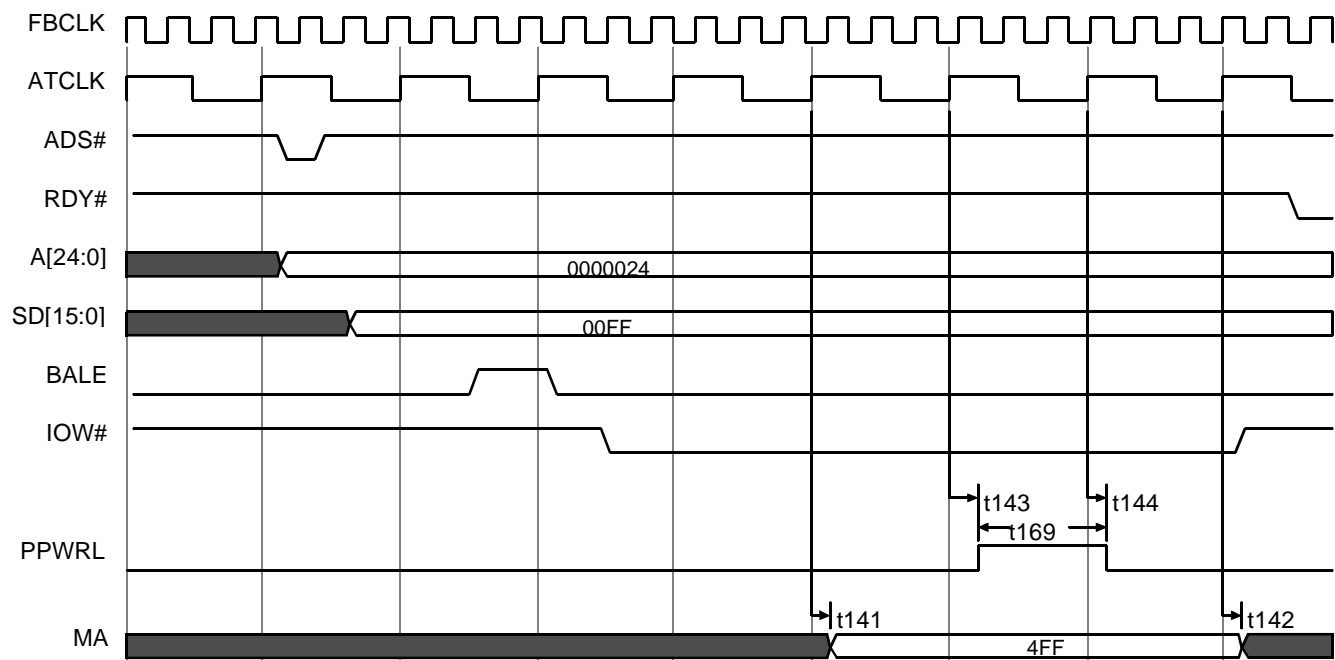 FBCLK
ATCLK
ADS#
RDY#
A[24:0]
0000024
SD[15:0]
00FF
BALE
IOW#
t143
t144
t169
PPWRL
t141
t142
MA
4FF